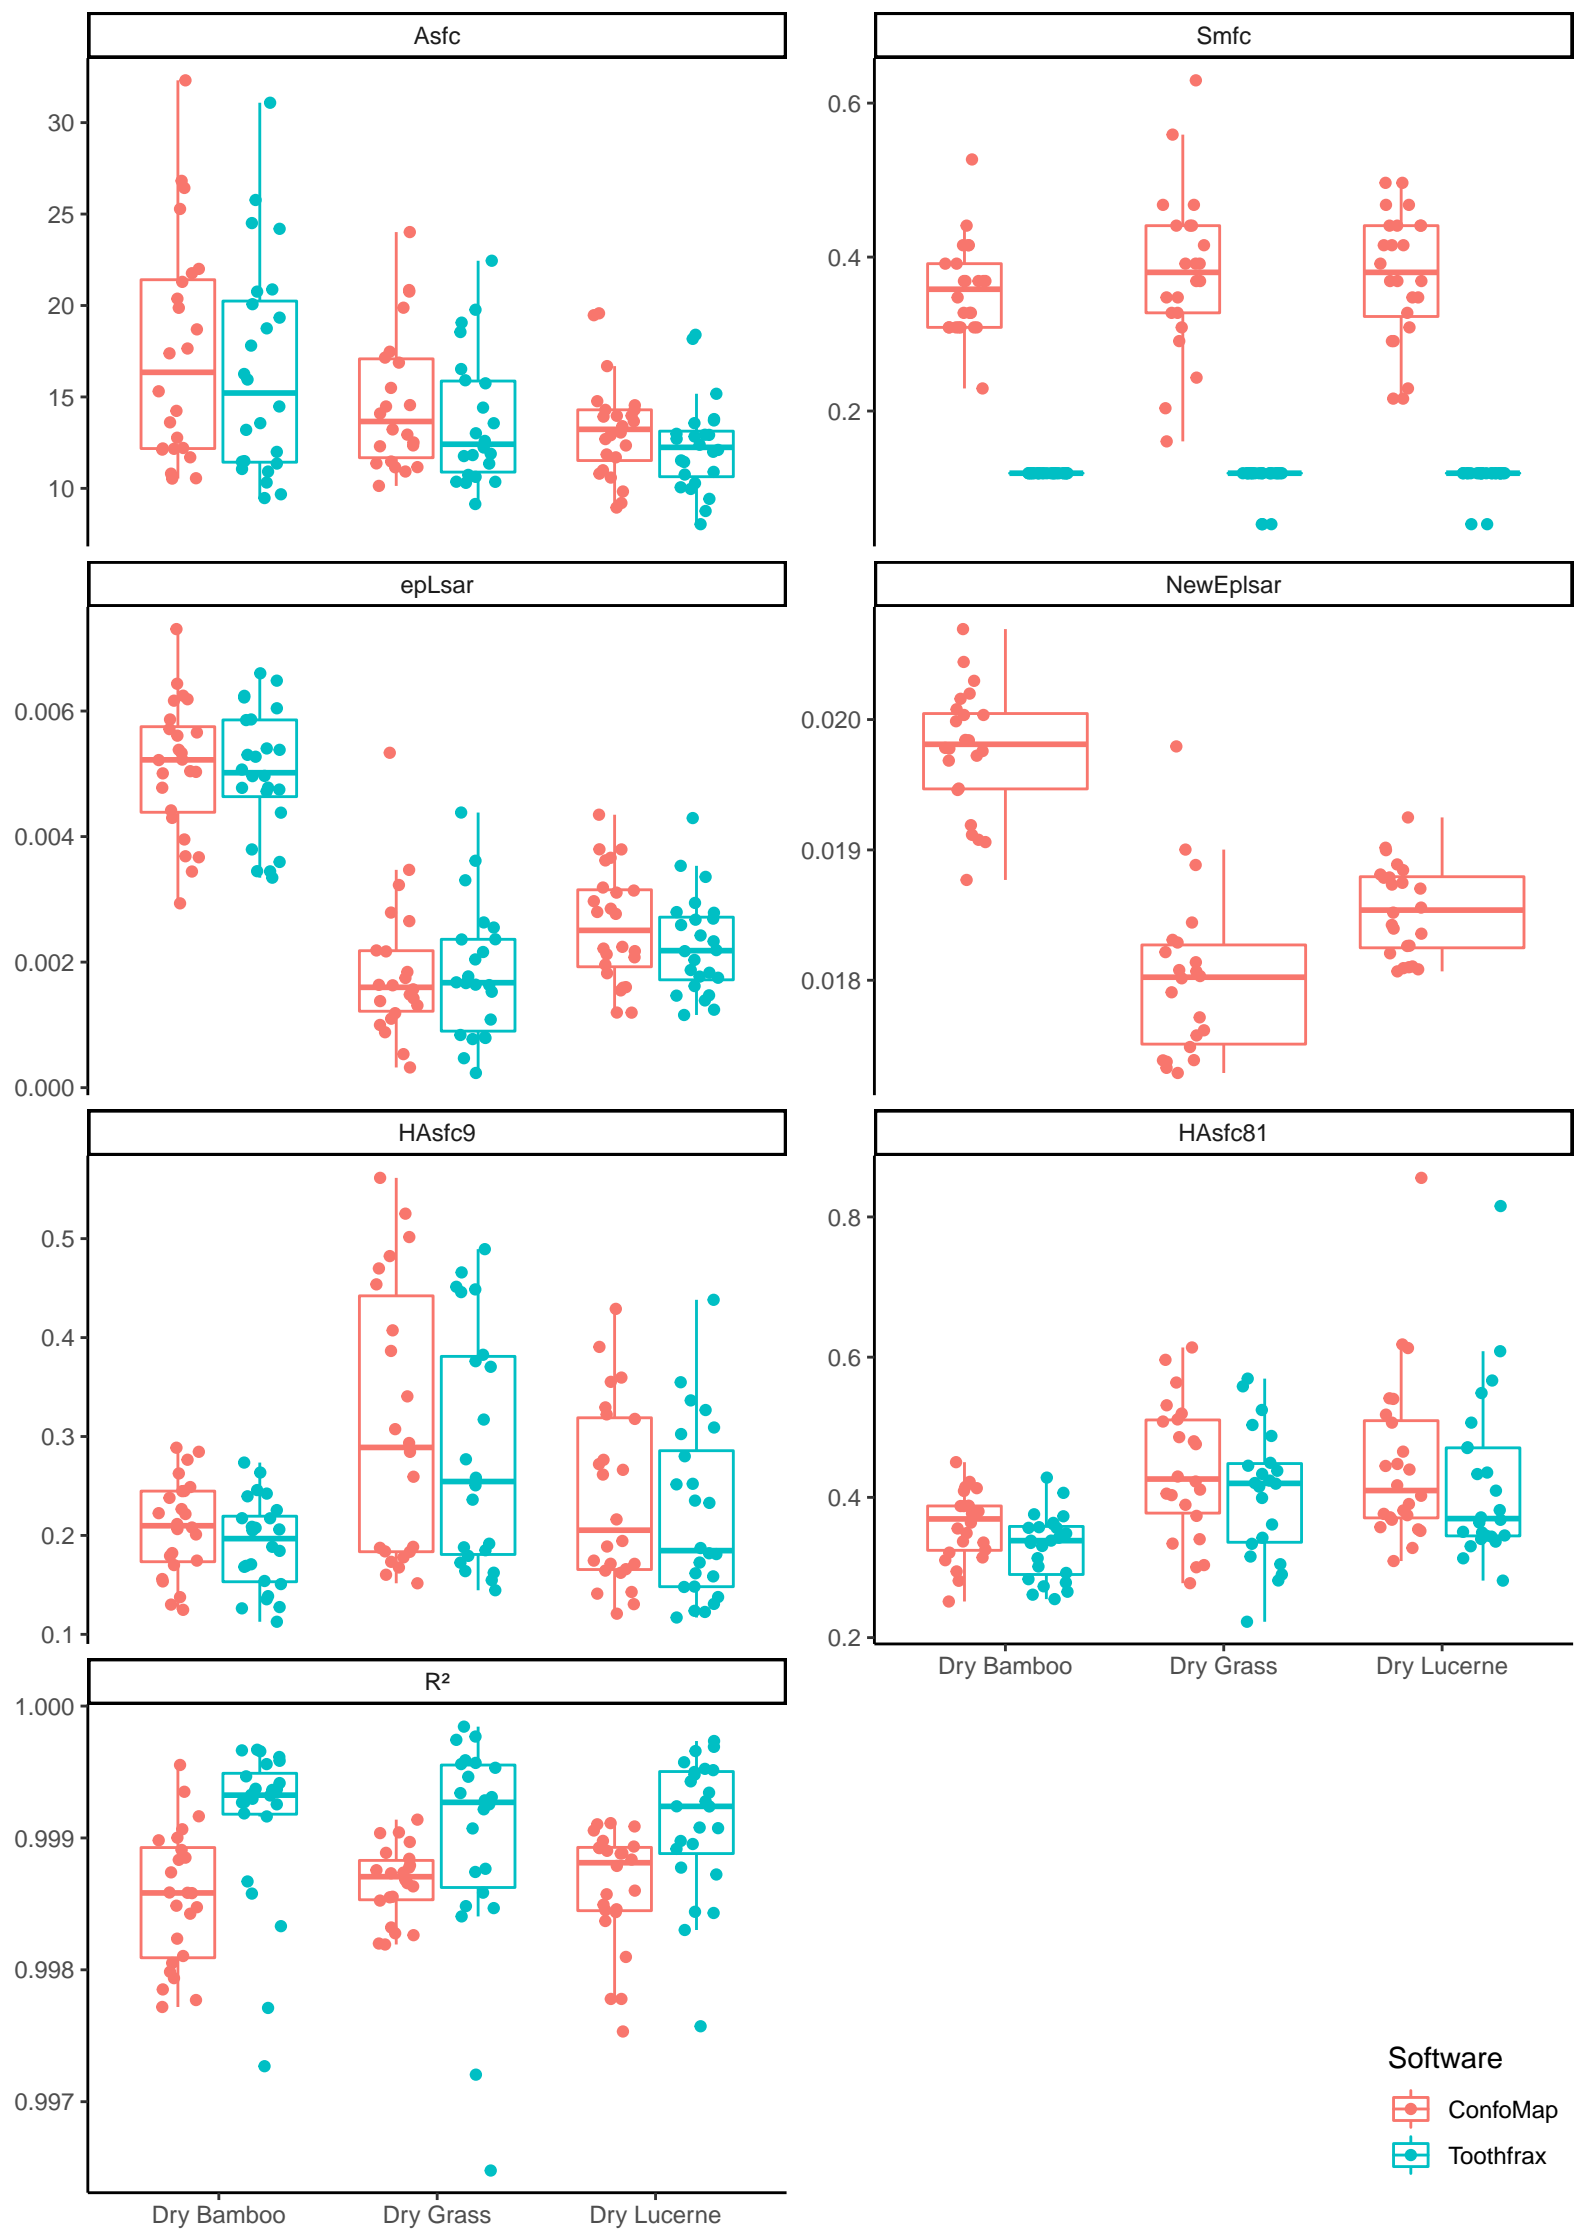 Asfc
Smfc
30
25
20
15
10
0.6
0.4
0.2
epLsar
NewEplsar
0.006
0.004
0.002
0.000
0.020
0.019
0.018
HAsfc9
HAsfc81
0.5
0.4
0.3
0.2
0.1
0.8
0.6
0.4
0.2
Dry Bamboo
Dry Grass
Dry Lucerne
R²
1.000
0.999
0.998
0.997
Dry Bamboo
Dry Grass
Dry Lucerne
Software
ConfoMap
Toothfrax